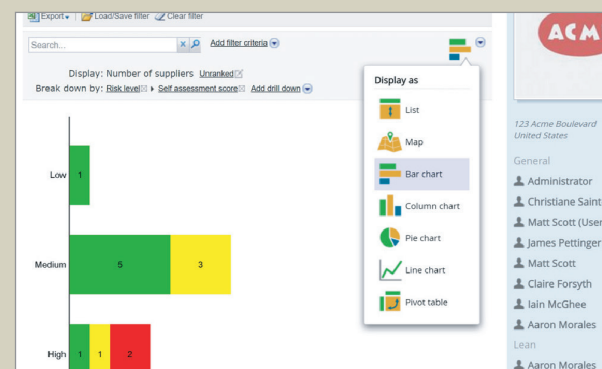 Export
Load/Save filter
Clear filter
Search...
Add filter criteria
Display: Number of suppliers Unranked
Break down by: Risk level Self assessment score Add drill down
Display as
List
Map
Bar chart
Column chart
Pie chart
Line chart
Pivot table
Low 1
Medium 5 3
High 1 1 2
ACM
123 Acme Boulevard
United States
General
Administrator
Christiane Saint
Matt Scott (User
James Pettinger
Matt Scott
Claire Forsyth
Iain McGhee
Aaron Morales
Lean
Aaron Morales